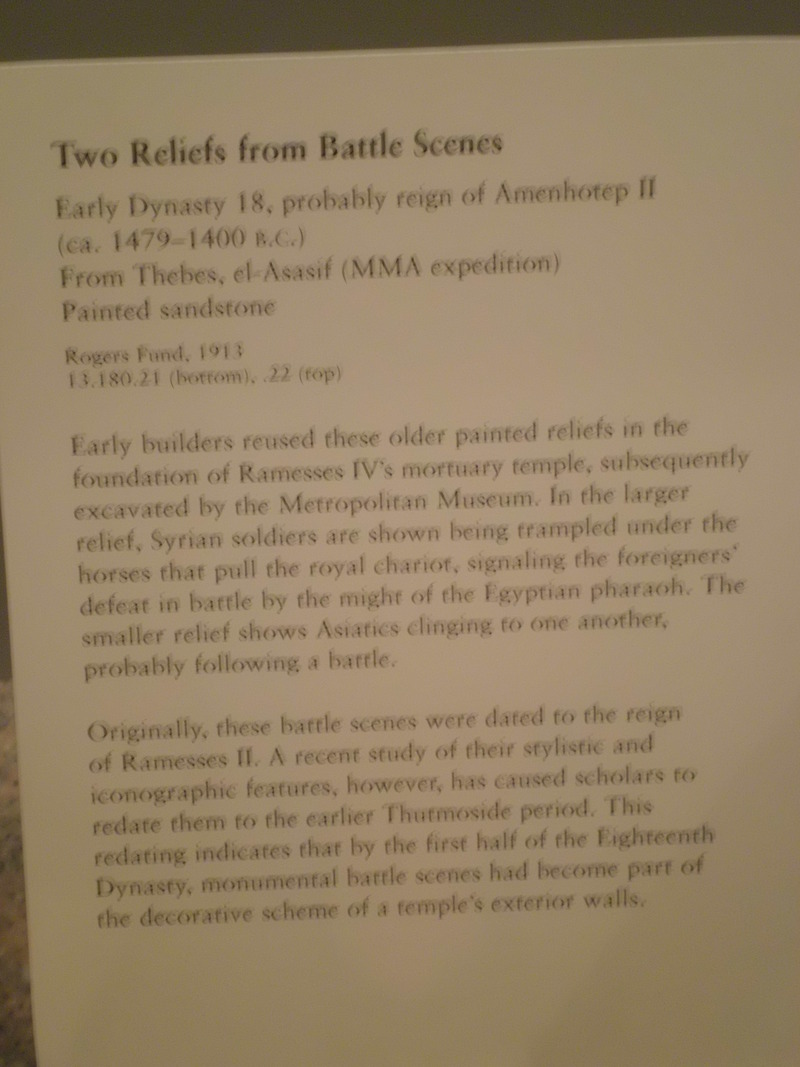 Two Reliefs from Battle Scenes
Early Dynasty 18, probably reign of Amenhotep II
(ca. 1479–1400 B.C.)
From Thebes, el-Asasif (MMA expedition)
Painted sandstone
Rogers Fund, 1913
13.180.21 (bottom), .22 (top)
Early builders reused these older painted reliefs in the
foundation of Ramesses IV's mortuary temple, subsequently
excavated by the Metropolitan Museum. In the larger
relief, Syrian soldiers are shown being trampled under the
horses that pull the royal chariot, signaling the foreigners'
defeat in battle by the might of the Egyptian pharaoh. The
smaller relief shows Asiatics clinging to one another,
probably following a battle.
Originally, these battle scenes were dated to the reign
of Ramesses II. A recent study of their stylistic and
iconographic features, however, has caused scholars to
redate them to the earlier Thutmoside period. This
redating indicates that by the first half of the Eighteenth
Dynasty, monumental battle scenes had become part of
the decorative scheme of a temple's exterior walls.